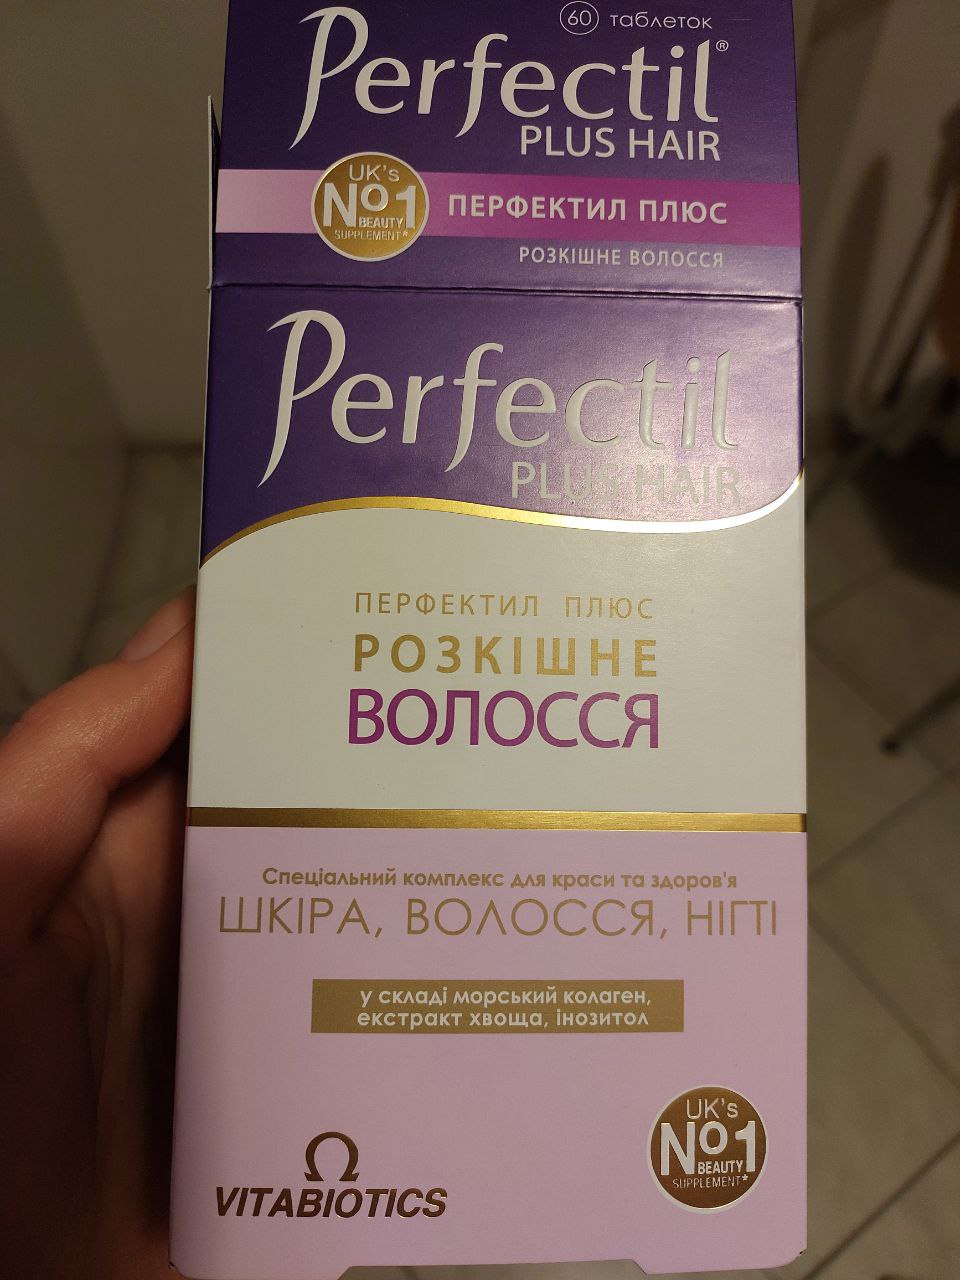 60 таблеток
Perfectil®
PLUS HAIR
UK's
No1
BEAUTY
SUPPLEMENT*
ПЕРФЕКТИЛ ПЛЮС
РОЗКІШНЕ ВОЛОССЯ
Perfectil
PLUS HAIR
ПЕРФЕКТИЛ ПЛЮС
РОЗКІШНЕ
ВОЛОССЯ
Спеціальний комплекс для краси та здоров'я
ШКІРА, ВОЛОССЯ, НІГТІ
у складі морський колаген,
екстракт хвоща, інозитол
UK's
No1
BEAUTY
SUPPLEMENT*
VITABIOTICS